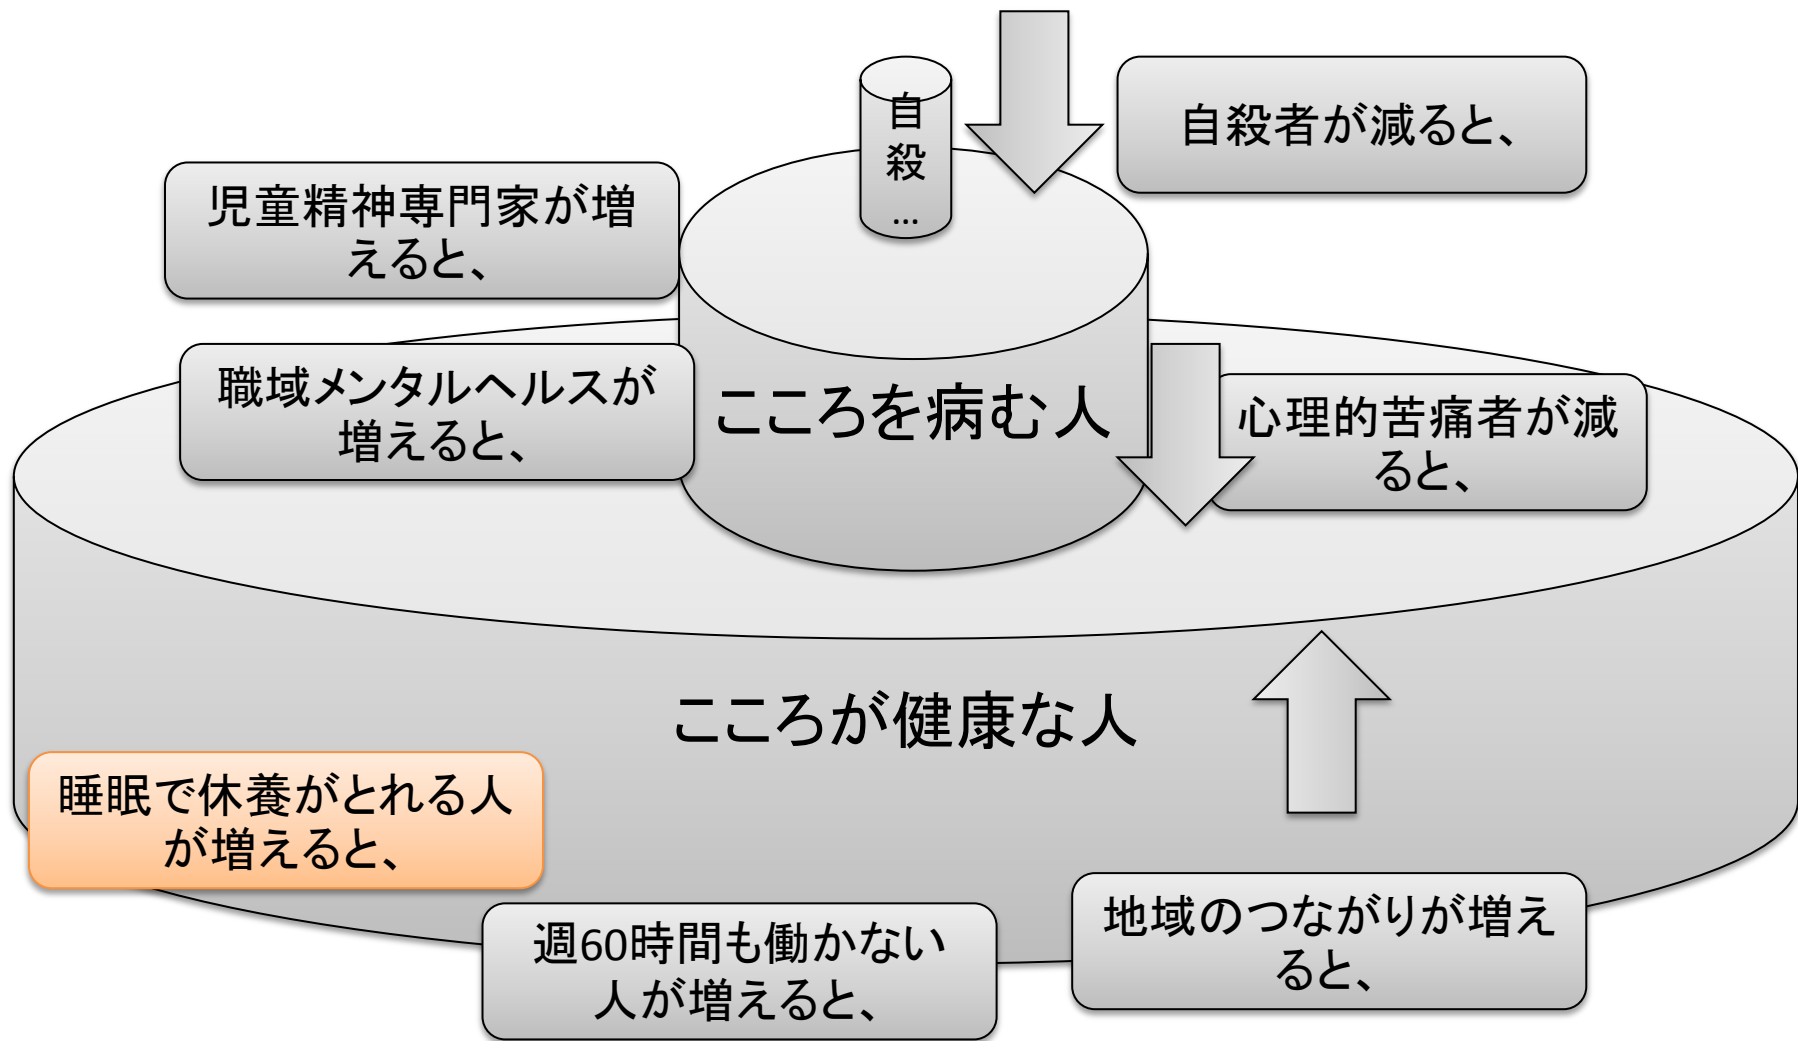 自
殺
…
自殺者が減ると、
児童精神専門家が増
えると、
職域メンタルヘルスが
増えると、
こころを病む人
心理的苦痛者が減
ると、
こころが健康な人
睡眠で休養がとれる人
が増えると、
週60時間も働かない
人が増えると、
地域のつながりが増え
ると、